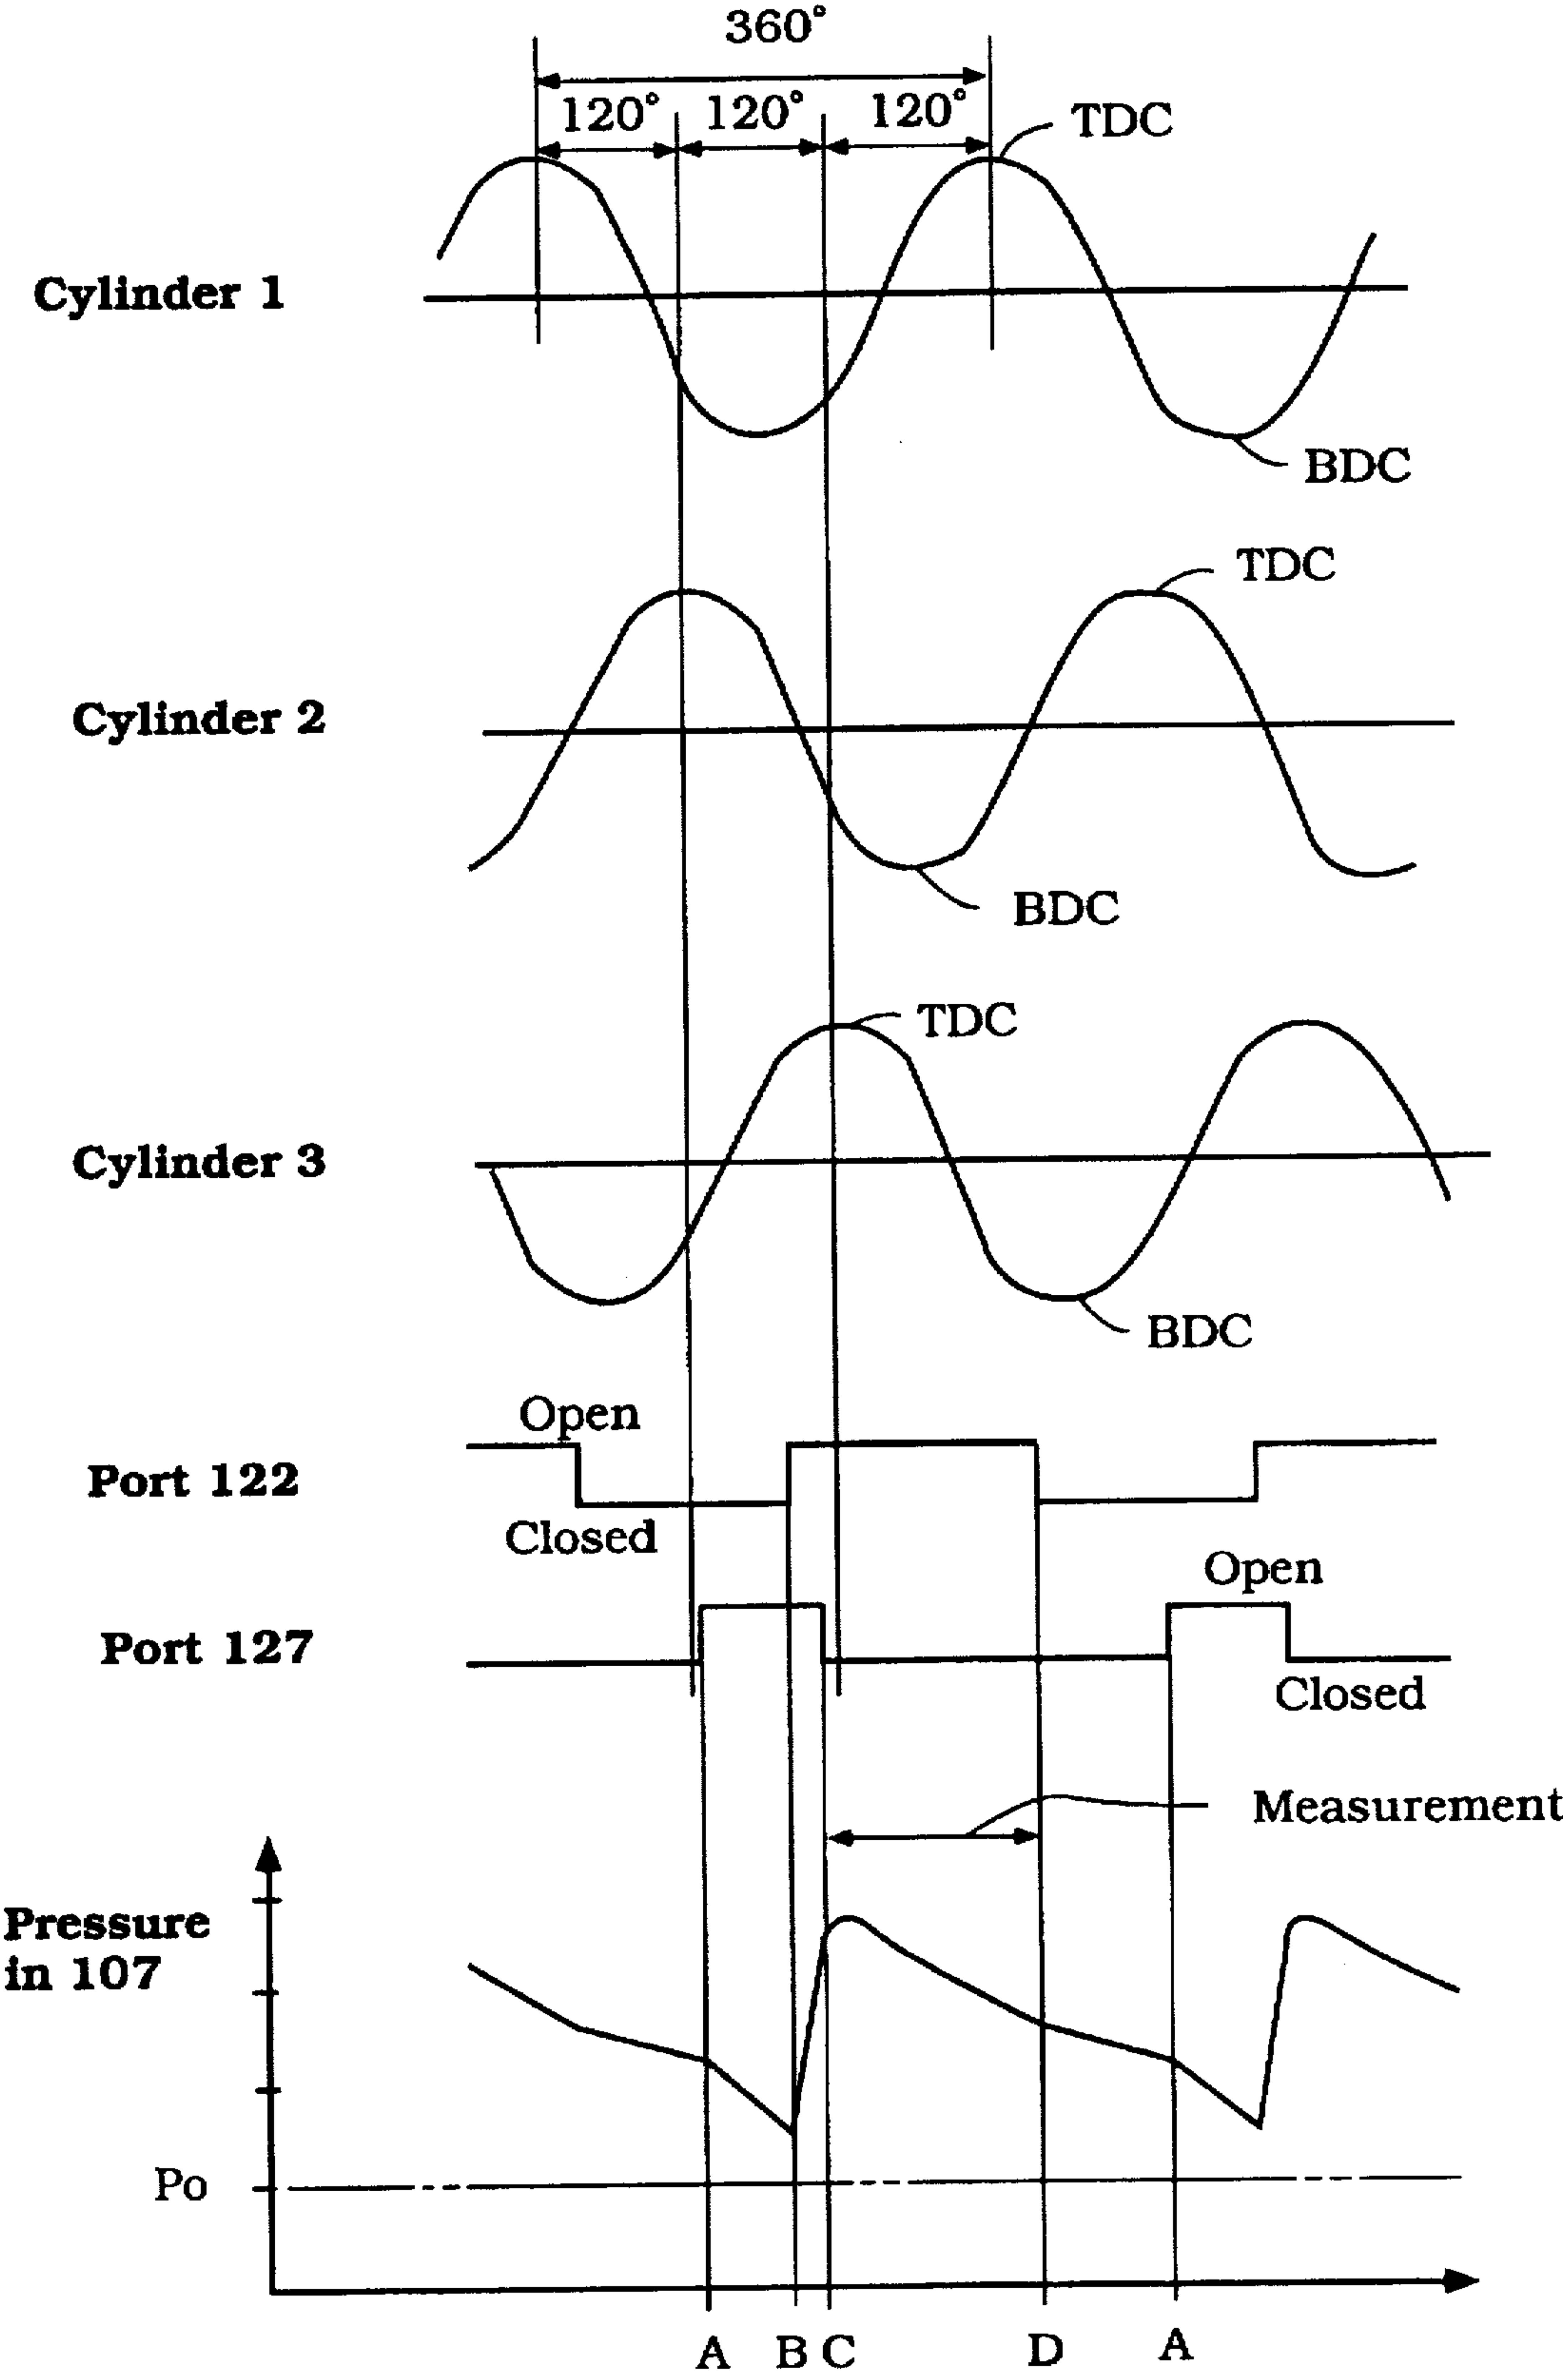 360°
120° 120° 120°
TDC
Cylinder 1
BDC
TDC
Cylinder 2
BDC
TDC
Cylinder 3
BDC
Open
Port 122
Closed
Open
Port 127
Closed
Measurement
Pressure
in 107
Po
A B C D A